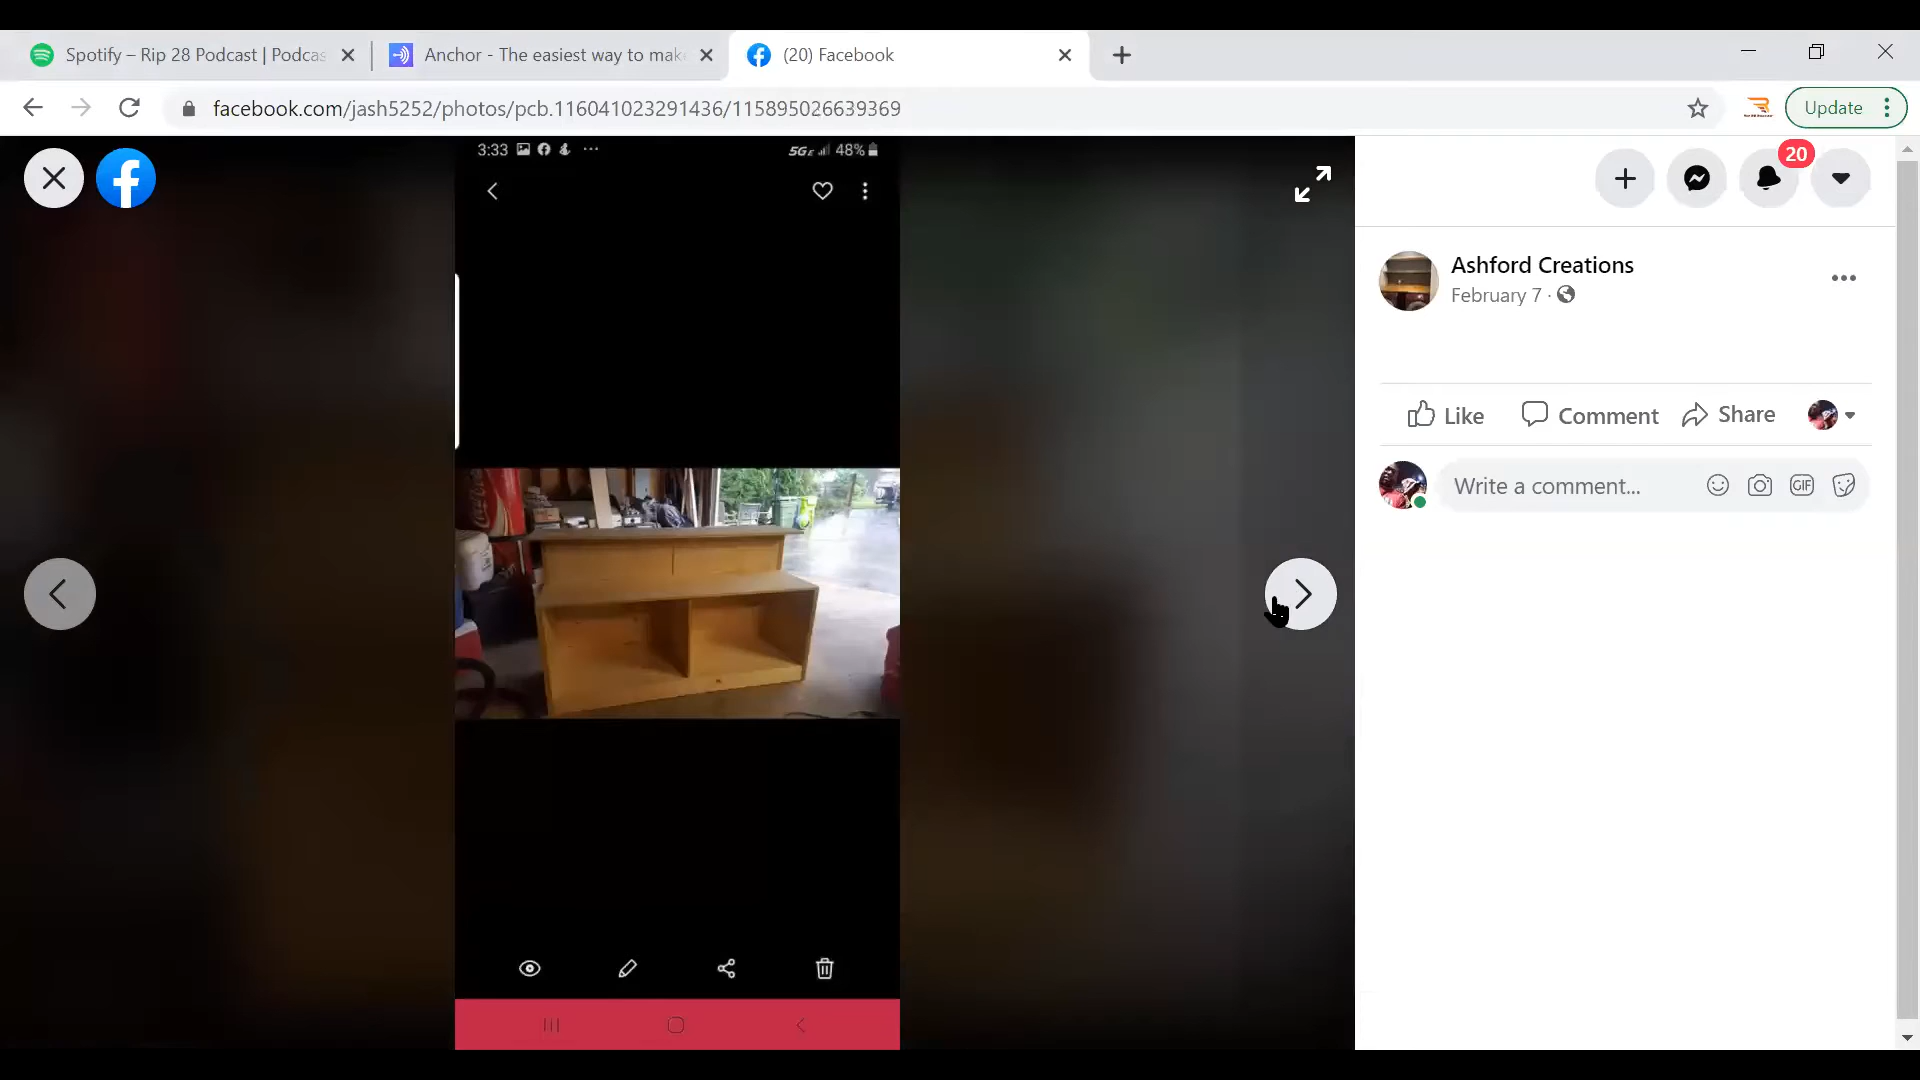 Spotify – Rip 28 Podcast | Podcas
Anchor - The easiest way to mak
(20) Facebook
facebook.com/jash5252/photos/pcb.116041023291436/115895026639369
Update
3:33
5GE
48%
20
Ashford Creations
February 7 ·
Like
Comment
Share
Write a comment...
GIF